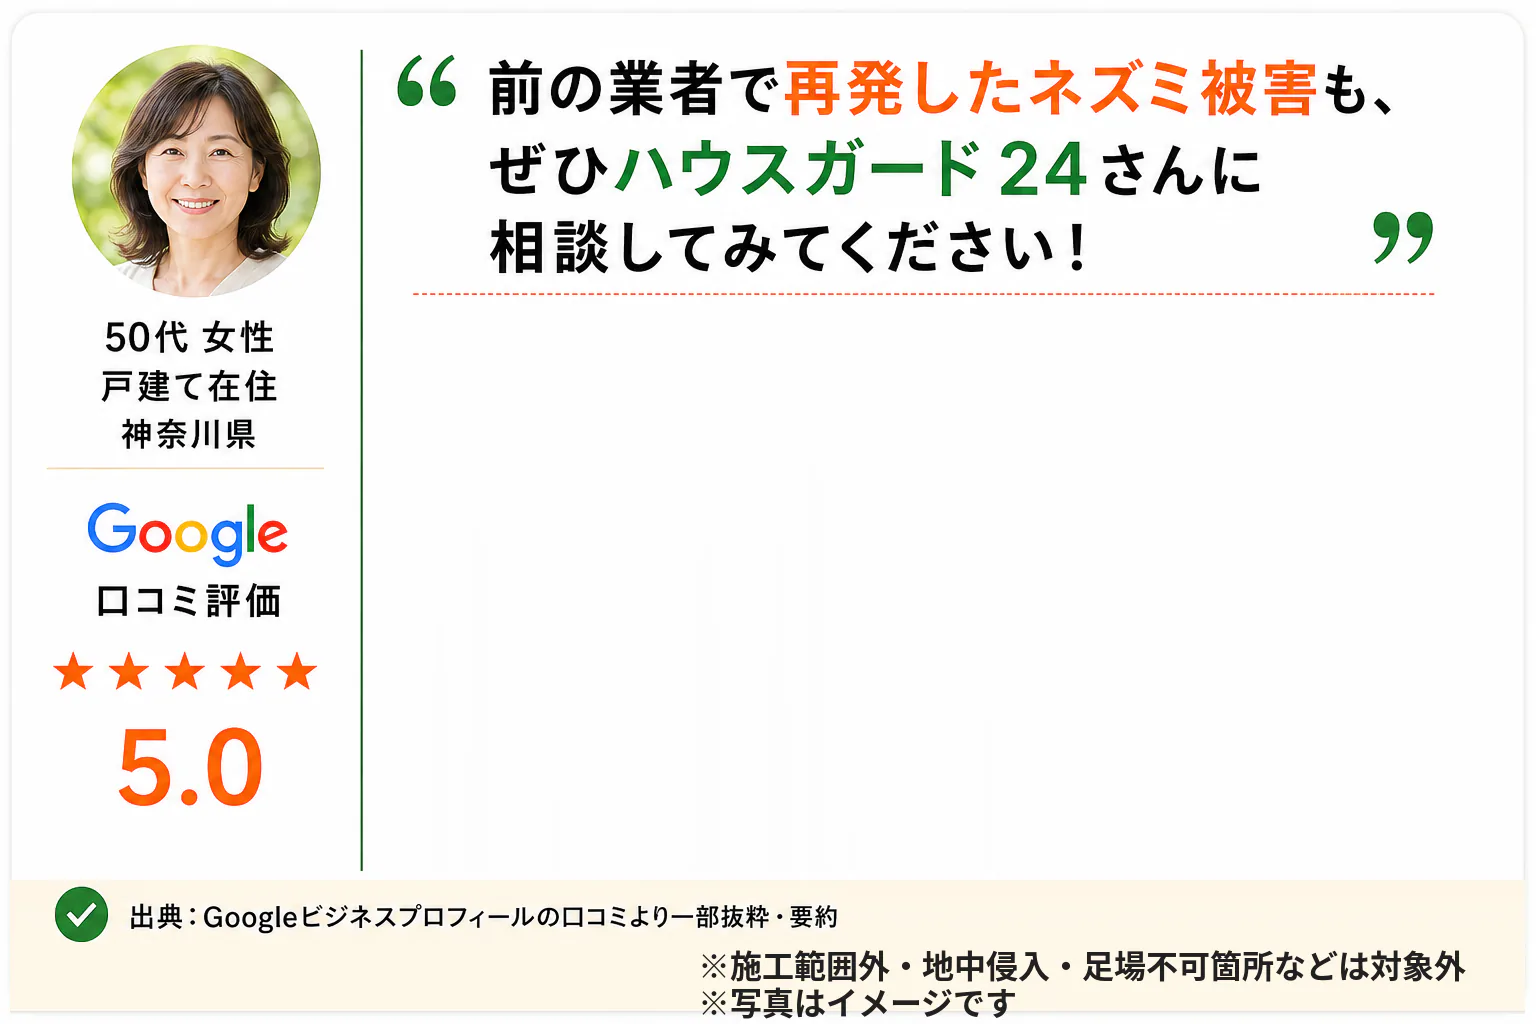 “前の業者で再発したネズミ被害も、
ぜひハウスガード24さんに
相談してみてください！”
50代 女性
戸建て在住
神奈川県
Google
口コミ評価
★★★★★
5.0
出典：Googleビジネスプロフィールの口コミより一部抜粋・要約
※施工範囲外・地中侵入・足場不可箇所などは対象外
※写真はイメージです